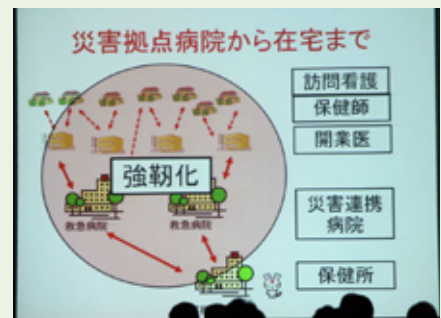 災害拠点病院から在宅まで
訪問看護
保健師
開業医
強靭化
災害連携
病院
救急病院
救急病院
保健所